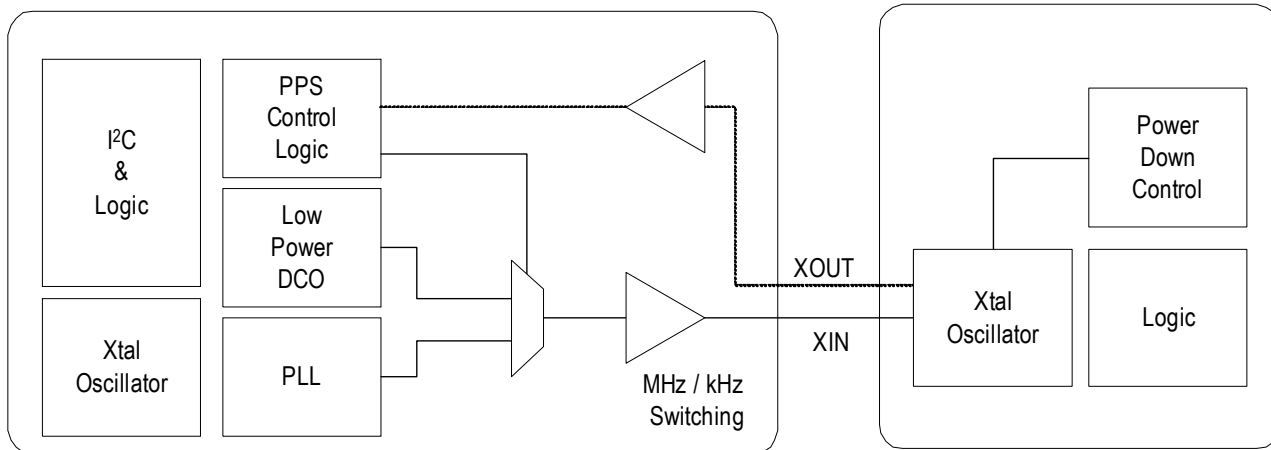 I²C
&
Logic
PPS
Control
Logic
Low
Power
DCO
Xtal
Oscillator
PLL
MHz / kHz
Switching
XOUT
XIN
Power
Down
Control
Xtal
Oscillator
Logic